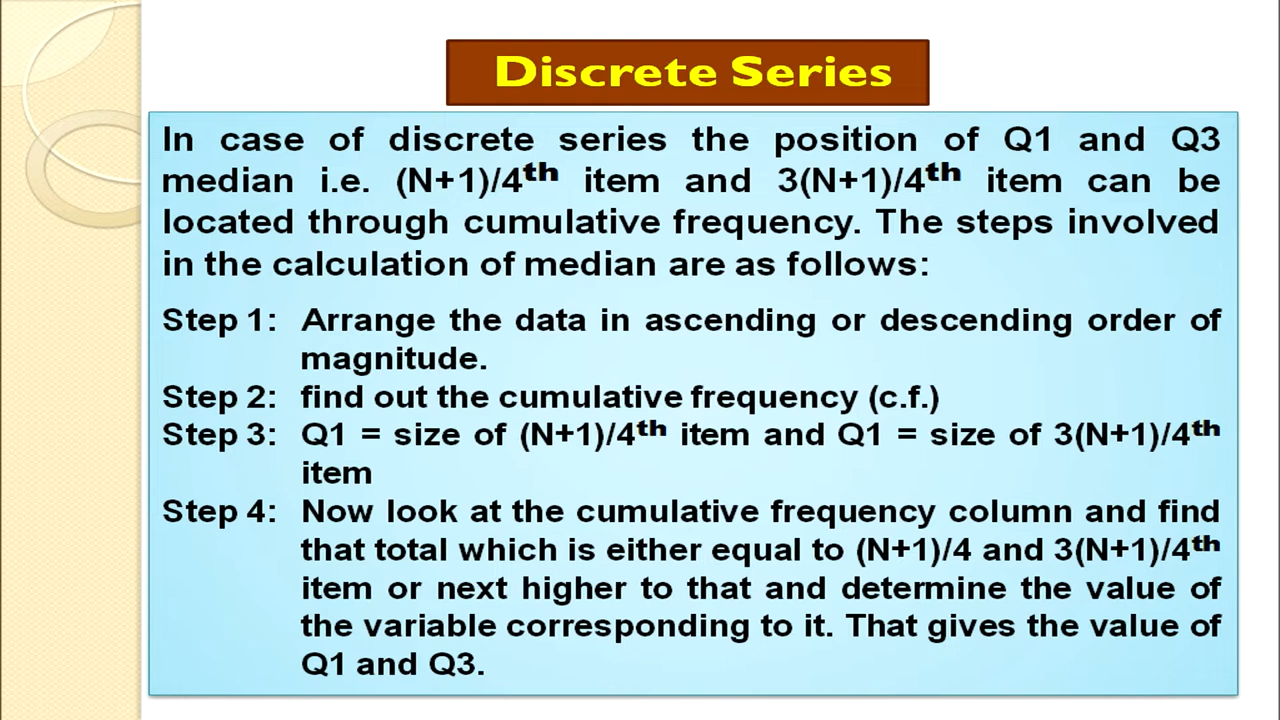 Discrete Series
In case of discrete series the position of Q1 and Q3
median i.e. (N+1)/4th item and 3(N+1)/4th item can be
located through cumulative frequency. The steps involved
in the calculation of median are as follows:
Step 1: Arrange the data in ascending or descending order of
magnitude.
Step 2: find out the cumulative frequency (c.f.)
Step 3: Q1 = size of (N+1)/4th item and Q1 = size of 3(N+1)/4th
item
Step 4: Now look at the cumulative frequency column and find
that total which is either equal to (N+1)/4 and 3(N+1)/4th
item or next higher to that and determine the value of
the variable corresponding to it. That gives the value of
Q1 and Q3.